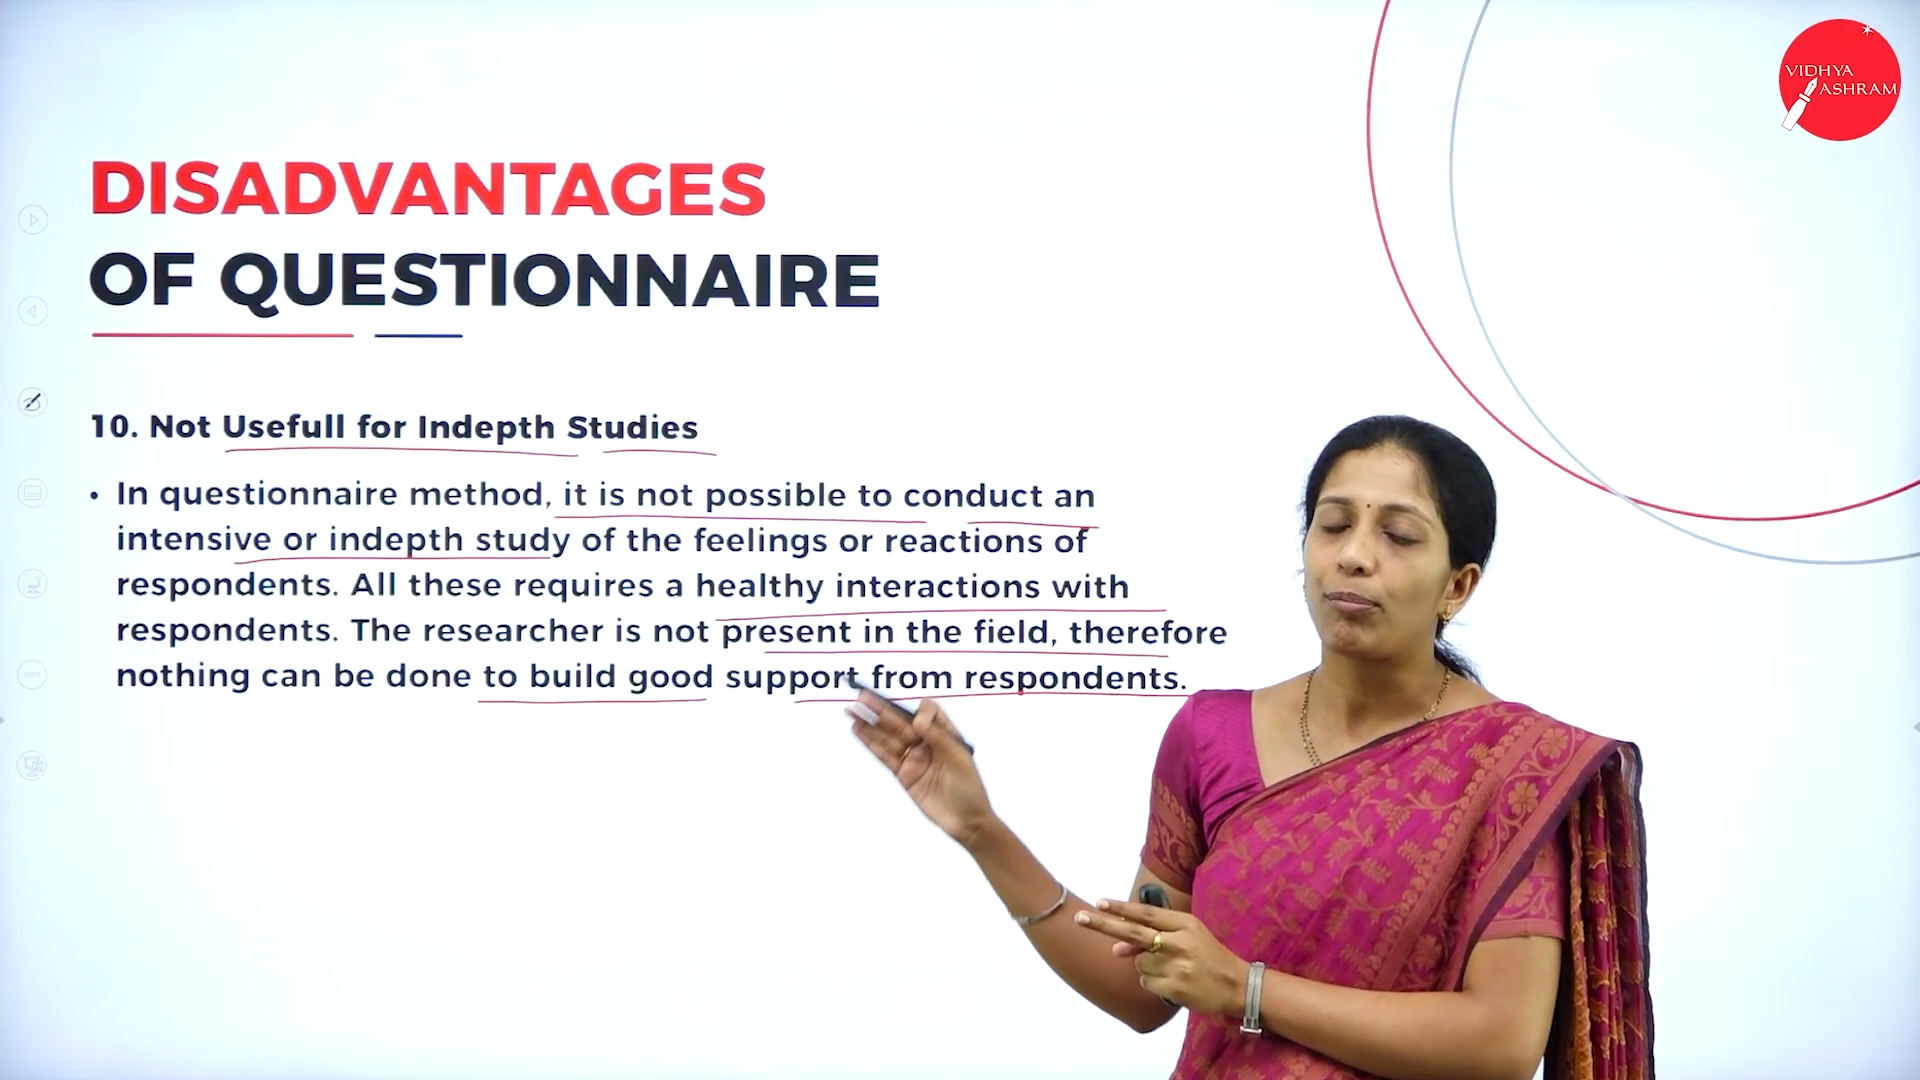 VIDHYA
ASHRAM
DISADVANTAGES
OF QUESTIONNAIRE
10. Not Usefull for Indepth Studies
• In questionnaire method, it is not possible to conduct an
intensive or indepth study of the feelings or reactions of
respondents. All these requires a healthy interactions with
respondents. The researcher is not present in the field, therefore
nothing can be done to build good support from respondents.